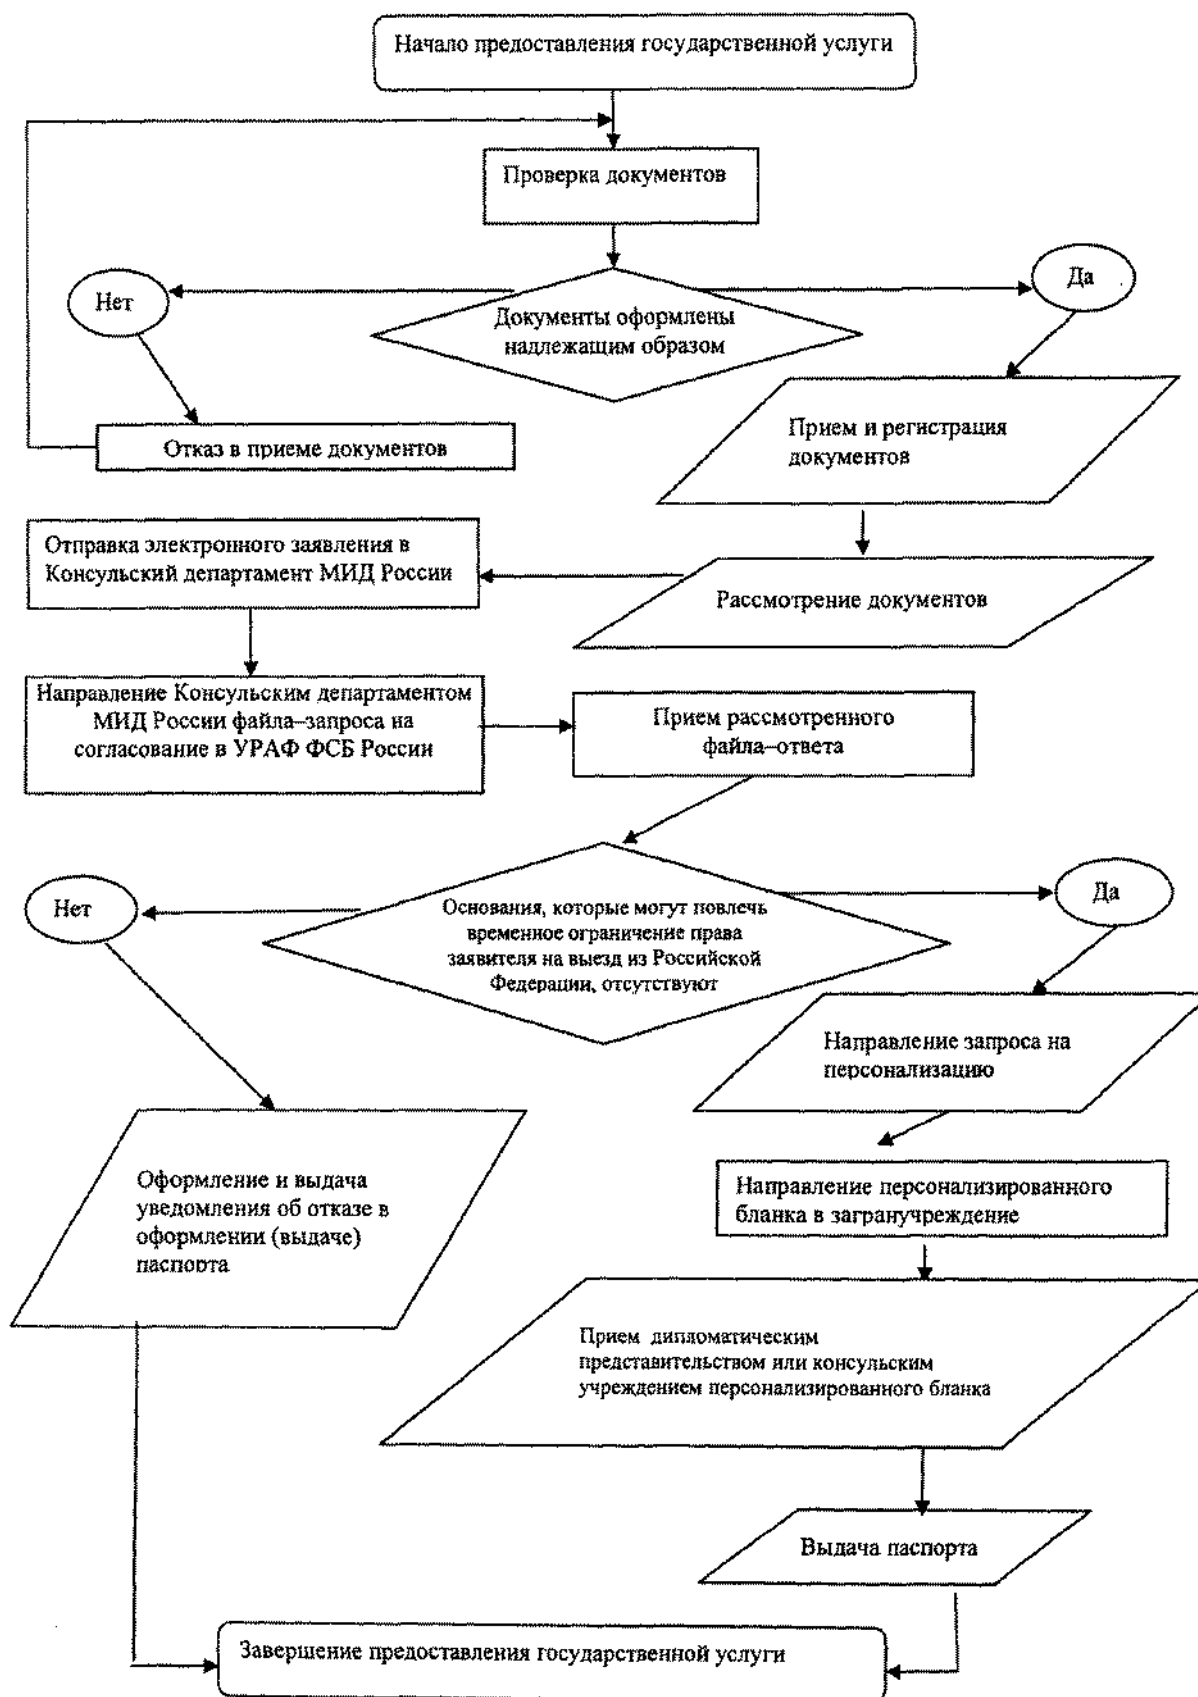 Начало предоставления государственной услуги
Проверка документов
Нет
Да
Документы оформлены
надлежащим образом
Прием и регистрация
документов
Отказ в приеме документов
Отправка электронного заявления в
Консульский департамент МИД России
Рассмотрение документов
Направление Консульским департаментом
МИД России файла–запроса на
согласование в УРАФ ФСБ России
Прием рассмотренного
файла–ответа
Нет
Да
Основания, которые могут повлечь
временное ограничение права
заявителя на выезд из Российской
Федерации, отсутствуют
Направление запроса на
персонализацию
Оформление и выдача
уведомления об отказе в
оформлении (выдаче)
паспорта
Направление персонализированного
бланка в загранучреждение
Прием дипломатическим
представительством или консульским
учреждением персонализированного бланка
Выдача паспорта
Завершение предоставления государственной услуги